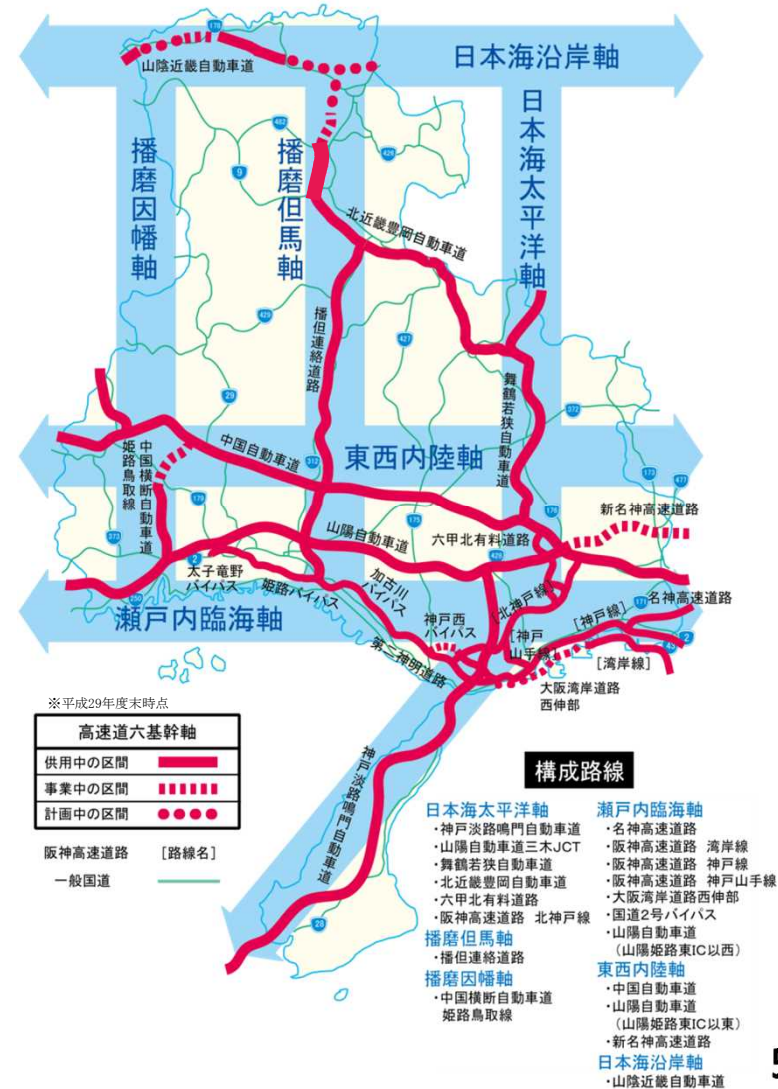 178
山陰近畿自動車道
日本海沿岸軸
日本海太平洋軸
播磨因幡軸
播磨但馬軸
482
9
426
北近畿豊岡自動車道
播但連絡道路
429
427
29
舞鶴若狭自動車道
372
中国横断自動車道
姫路鳥取線
中国自動車道
312
東西内陸軸
173
477
179
175
176
新名神高速道路
373
山陽自動車道
六甲北有料道路
428
2
太子竜野
バイパス
姫路バイパス
加古川
バイパス
250
瀬戸内臨海軸
神戸西
バイパス
[北神戸線]
[神戸線]
171
名神高速道路
[神戸
山手線]
第二神明道路
[湾岸線]
43
2
大阪湾岸道路
西伸部
神戸淡路鳴門自動車道
28
※平成29年度末時点
高速道六基幹軸
供用中の区間
事業中の区間
計画中の区間
阪神高速道路 [路線名]
一般国道
構成路線
日本海太平洋軸
・神戸淡路鳴門自動車道
・山陽自動車道三木JCT
・舞鶴若狭自動車道
・北近畿豊岡自動車道
・六甲北有料道路
・阪神高速道路 北神戸線
播磨但馬軸
・播但連絡道路
播磨因幡軸
・中国横断自動車道
姫路鳥取線
瀬戸内臨海軸
・名神高速道路
・阪神高速道路 湾岸線
・阪神高速道路 神戸線
・阪神高速道路 神戸山手線
・大阪湾岸道路西伸部
・国道2号バイパス
・山陽自動車道
(山陽姫路東IC以西)
東西内陸軸
・中国自動車道
・山陽自動車道
(山陽姫路東IC以東)
・新名神高速道路
日本海沿岸軸
・山陰近畿自動車道